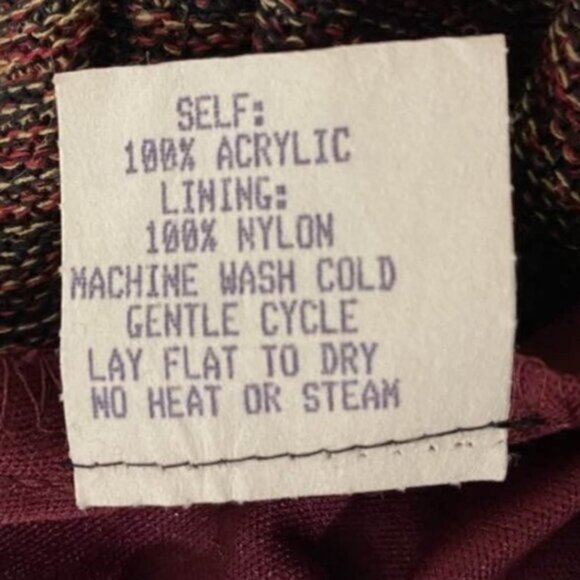 SELF:
100% ACRYLIC
LINING:
100% NYLON
MACHINE WASH COLD
GENTLE CYCLE
LAY FLAT TO DRY
NO HEAT OR STEAM